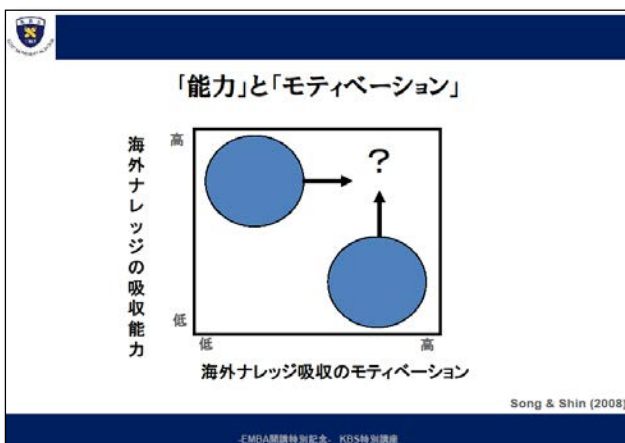 KBS
「能力」と「モティベーション」
海外ナレッジの吸収能力
高
?
低
低
高
海外ナレッジ吸収のモティベーション
Song & Shin (2008)
-EMBA開講特別記念- KBS特別講座